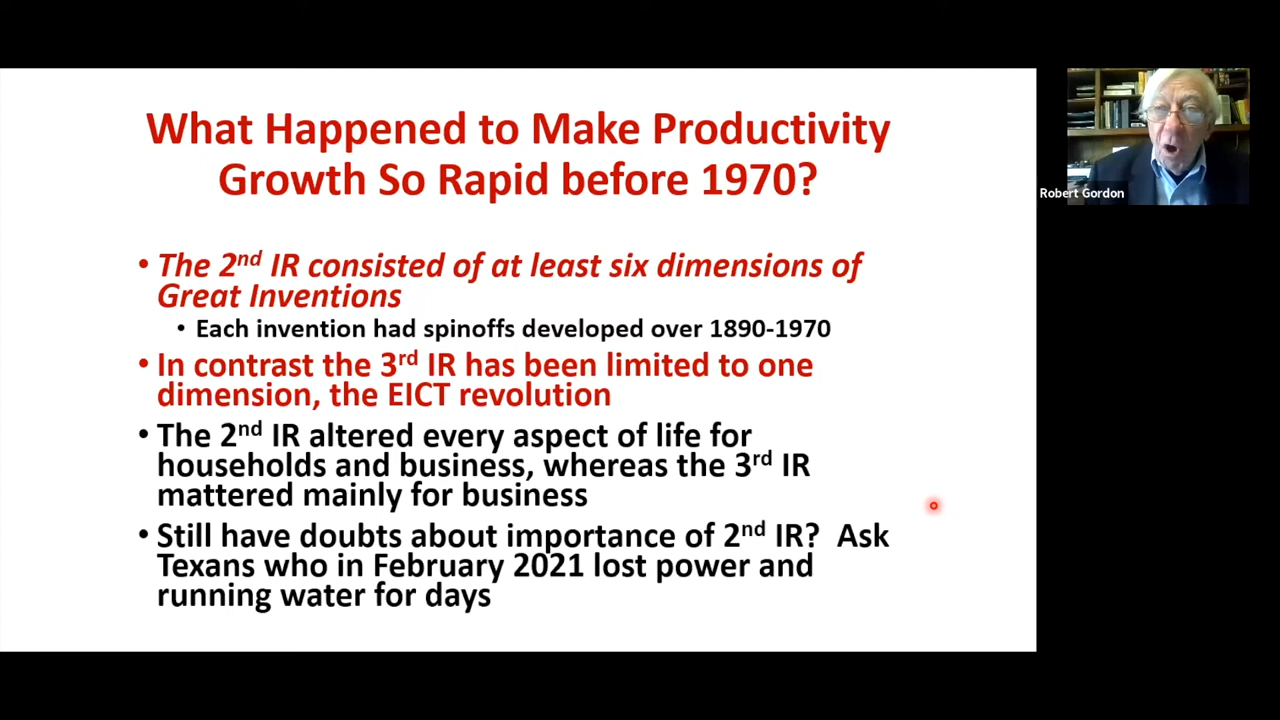 What Happened to Make Productivity
Growth So Rapid before 1970?
• The 2nd IR consisted of at least six dimensions of
Great Inventions
• Each invention had spinoffs developed over 1890-1970
• In contrast the 3rd IR has been limited to one
dimension, the EICT revolution
• The 2nd IR altered every aspect of life for
households and business, whereas the 3rd IR
mattered mainly for business
• Still have doubts about importance of 2nd IR?  Ask
Texans who in February 2021 lost power and
running water for days
Robert Gordon